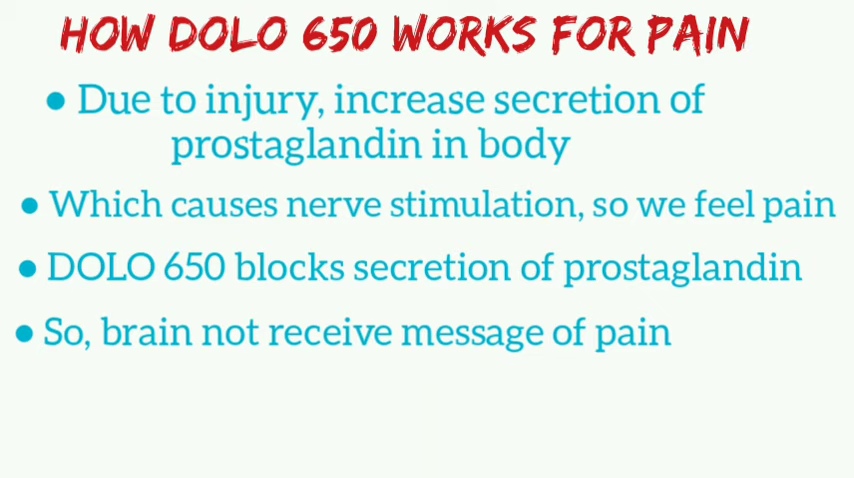 HOW DOLO 650 WORKS FOR PAIN
• Due to injury, increase secretion of
prostaglandin in body
• Which causes nerve stimulation, so we feel pain
• DOLO 650 blocks secretion of prostaglandin
• So, brain not receive message of pain